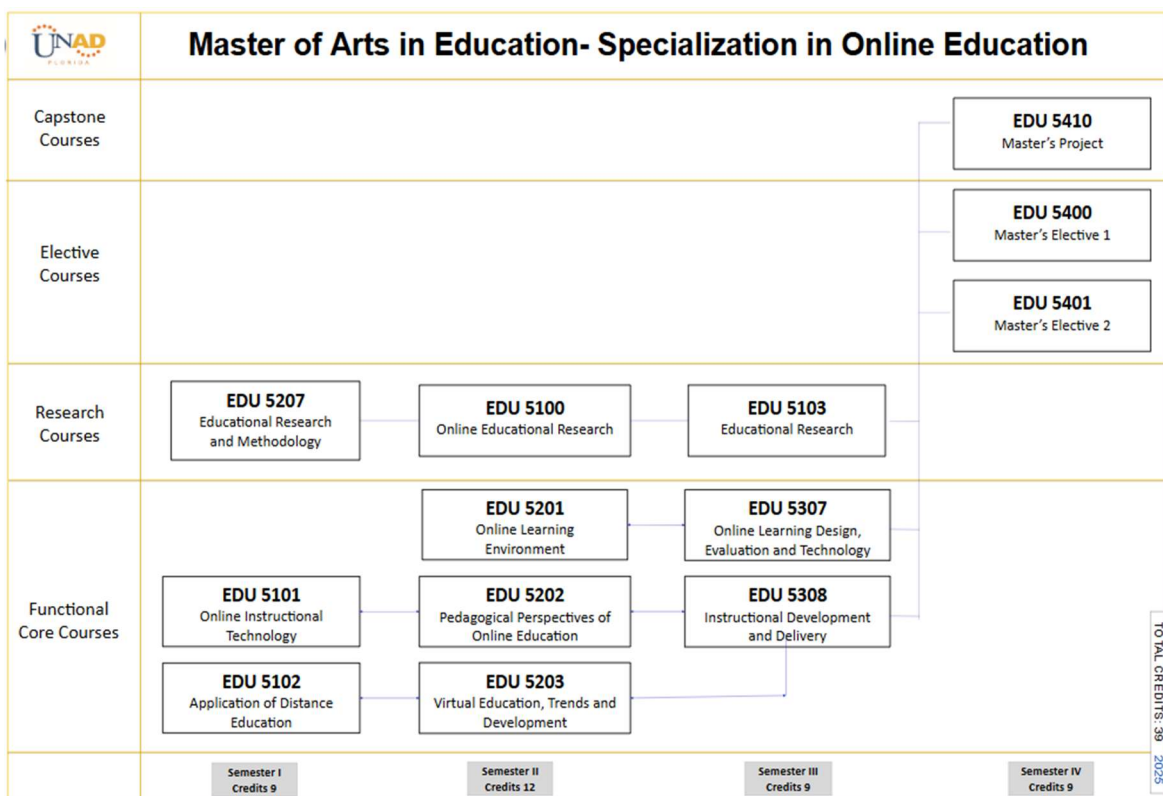 UNAD
FLORIDA
Master of Arts in Education- Specialization in Online Education
Capstone
Courses
EDU 5410
Master's Project
Elective
Courses
EDU 5400
Master's Elective 1
EDU 5401
Master's Elective 2
Research
Courses
EDU 5207
Educational Research
and Methodology
EDU 5100
Online Educational Research
EDU 5103
Educational Research
Functional
Core Courses
EDU 5201
Online Learning
Environment
EDU 5307
Online Learning Design,
Evaluation and Technology
EDU 5101
Online Instructional
Technology
EDU 5202
Pedagogical Perspectives of
Online Education
EDU 5308
Instructional Development
and Delivery
EDU 5102
Application of Distance
Education
EDU 5203
Virtual Education, Trends and
Development
TO TAL CREDITS: 39 2025
Semester I
Credits 9
Semester II
Credits 12
Semester III
Credits 9
Semester IV
Credits 9